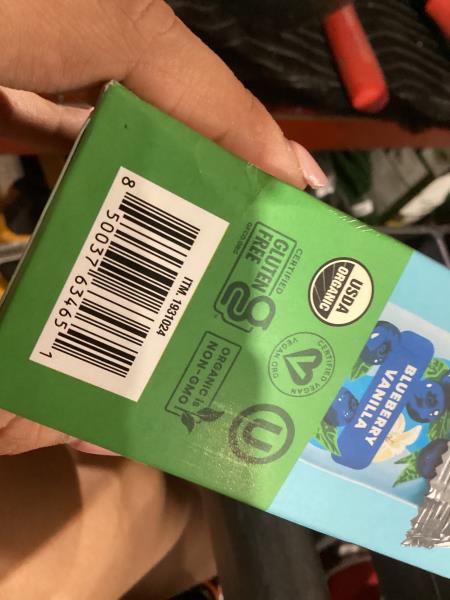 8 50037 63465 1
ITM. 1931024
CERTIFIED
GLUTEN
FREE
GFCO.ORG
USDA
ORGANIC
ORGANIC is
NON-GMO
CERTIFIED VEGAN
VEGAN.ORG
U
BLUEBERRY
VANILLA